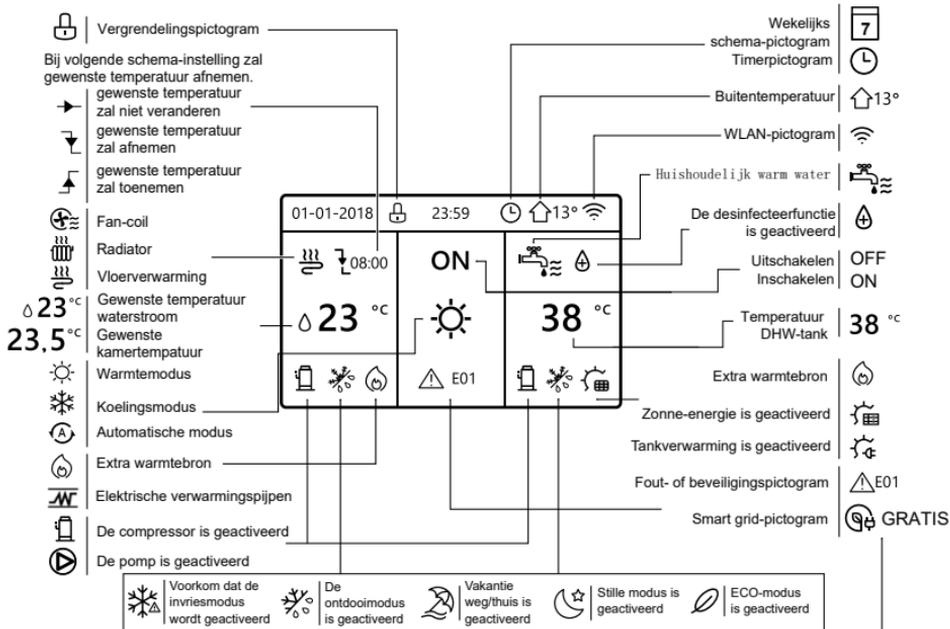 Vergrendelingspictogram
Bij volgende schema-instelling zal
gewenste temperatuur afnemen.
gewenste temperatuur
zal niet veranderen
gewenste temperatuur
zal afnemen
gewenste temperatuur
zal toenemen
Fan-coil
Radiator
Vloerverwarming
23 °C
Gewenste temperatuur
waterstroom
23,5 °C
Gewenste
kamertempatuur
Warmtemodus
Koelingsmodus
A
Automatische modus
Extra warmtebron
Elektrische verwarmingspijpen
De compressor is geactiveerd
De pomp is geactiveerd
01-01-2018
23:59
13°
08:00
ON
23 °C
38 °C
E01
Wekelijks
schema-pictogram
7
Timerpictogram
Buitentemperatuur
13°
WLAN-pictogram
Huishoudelijk warm water
De desinfecteerfunctie
is geactiveerd
Uitschakelen
OFF
Inschakelen
ON
Temperatuur
DHW-tank
38 °C
Extra warmtebron
Zonne-energie is geactiveerd
Tankverwarming is geactiveerd
Fout- of beveiligingspictogram
E01
Smart grid-pictogram
GRATIS
Voorkom dat de
invriesmodus
wordt geactiveerd
De
ontdooimodus
is geactiveerd
Vakantie
weg/thuis is
geactiveerd
Stille modus is
geactiveerd
ECO-modus
is geactiveerd